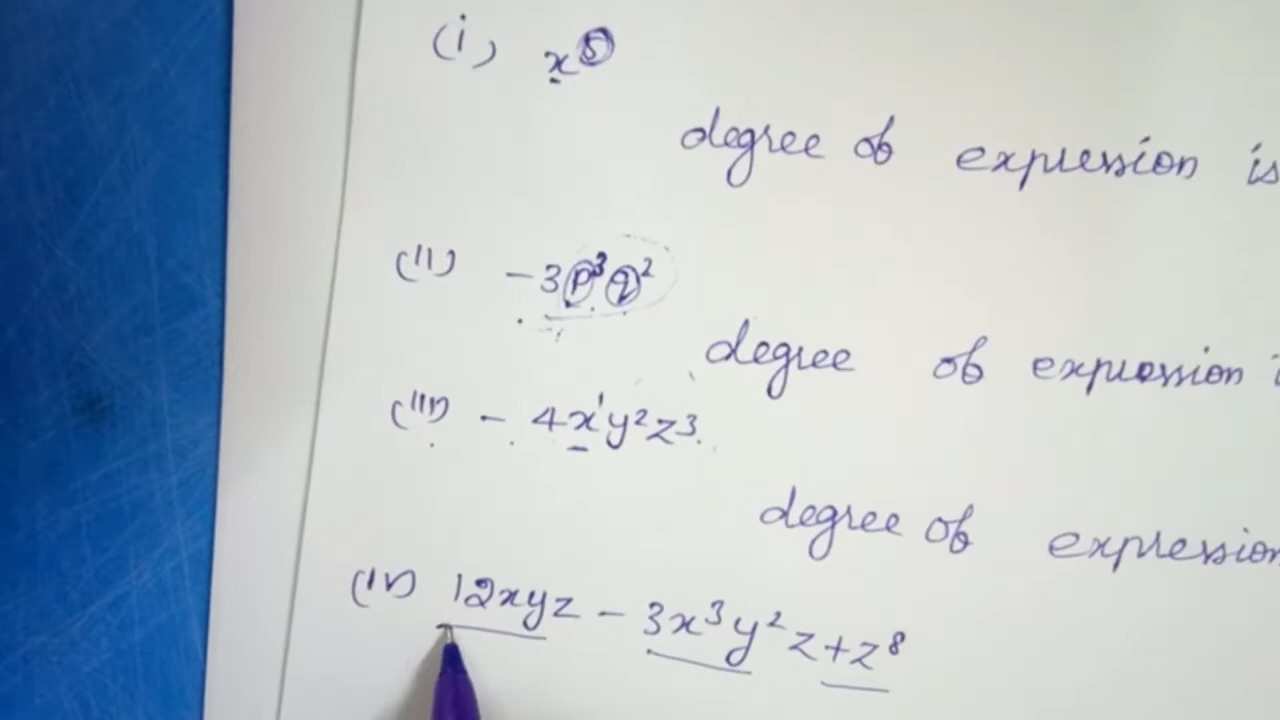 (i) x⁵
degree of expression is
(ii) -3p³q²
degree of expression
(iii) - 4x¹y²z³.
degree of expression
(iv) 12xyz - 3x³y²z + z⁸